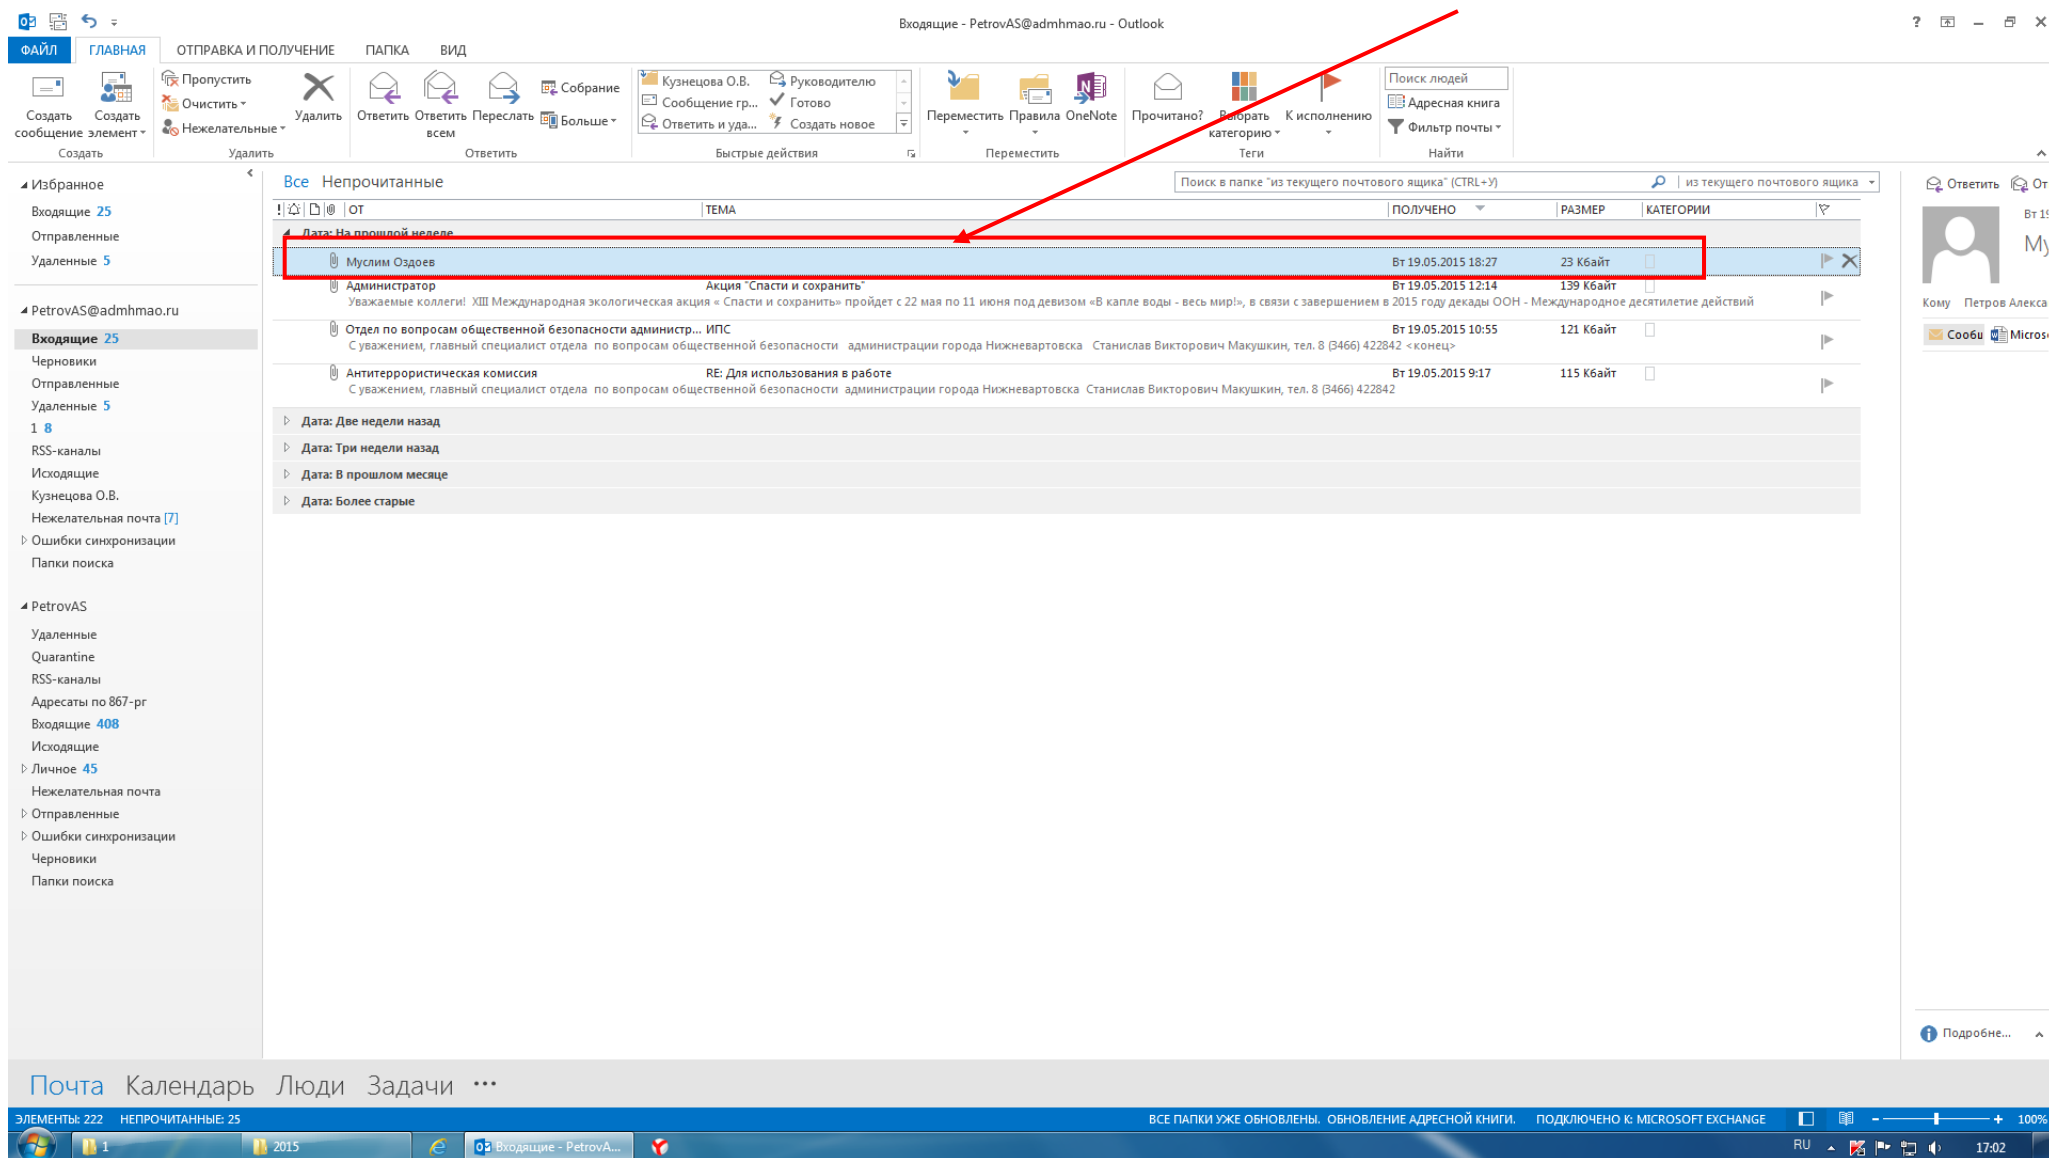 Входящие - PetrovAS@admhmao.ru - Outlook
ФАЙЛ ГЛАВНАЯ ОТПРАВКА И ПОЛУЧЕНИЕ ПАПКА ВИД
Создать сообщение
Создать элемент
Создать
Пропустить
Очистить
Нежелательные
Удалить
Удалить
Ответить
Ответить всем
Переслать
Собрание
Больше
Ответить
Кузнецова О.В.
Сообщение гр...
Ответить и уда...
Руководителю
Готово
Создать новое
Быстрые действия
Переместить
Правила
OneNote
Переместить
Прочитано?
Выбрать категорию
К исполнению
Теги
Поиск людей
Адресная книга
Фильтр почты
Найти
Избранное
Входящие 25
Отправленные
Удаленные 5
PetrovAS@admhmao.ru
Входящие 25
Черновики
Отправленные
Удаленные 5
1 8
RSS-каналы
Исходящие
Кузнецова О.В.
Нежелательная почта [7]
Ошибки синхронизации
Папки поиска
PetrovAS
Удаленные
Quarantine
RSS-каналы
Адресаты по 867-рг
Входящие 408
Исходящие
Личное 45
Нежелательная почта
Отправленные
Ошибки синхронизации
Черновики
Папки поиска
Все Непрочитанные
Поиск в папке "из текущего почтового ящика" (CTRL+У)
из текущего почтового ящика
ОТ ТЕМА ПОЛУЧЕНО РАЗМЕР КАТЕГОРИИ
Дата: На прошлой неделе
Муслим Оздоев Вт 19.05.2015 18:27 23 Кбайт
Администратор Акция "Спасти и сохранить" Вт 19.05.2015 12:14 139 Кбайт
Уважаемые коллеги! XIII Международная экологическая акция « Спасти и сохранить» пройдет с 22 мая по 11 июня под девизом «В капле воды - весь мир!», в связи с завершением в 2015 году декады ООН - Международное десятилетие действий
Отдел по вопросам общественной безопасности администр... ИПС Вт 19.05.2015 10:55 121 Кбайт
С уважением, главный специалист отдела по вопросам общественной безопасности администрации города Нижневартовска Станислав Викторович Макушкин, тел. 8 (3466) 422842 <конец>
Антитеррористическая комиссия RE: Для использования в работе Вт 19.05.2015 9:17 115 Кбайт
С уважением, главный специалист отдела по вопросам общественной безопасности администрации города Нижневартовска Станислав Викторович Макушкин, тел. 8 (3466) 422842
Дата: Две недели назад
Дата: Три недели назад
Дата: В прошлом месяце
Дата: Более старые
Ответить От
Вт 19
Му
Кому Петров Алекса
Сообщ Micros
Подробне...
Почта Календарь Люди Задачи ...
ЭЛЕМЕНТЫ: 222 НЕПРОЧИТАННЫЕ: 25
ВСЕ ПАПКИ УЖЕ ОБНОВЛЕНЫ. ОБНОВЛЕНИЕ АДРЕСНОЙ КНИГИ. ПОДКЛЮЧЕНО К: MICROSOFT EXCHANGE 100%
1 2015 Входящие - PetrovA... RU 17:02